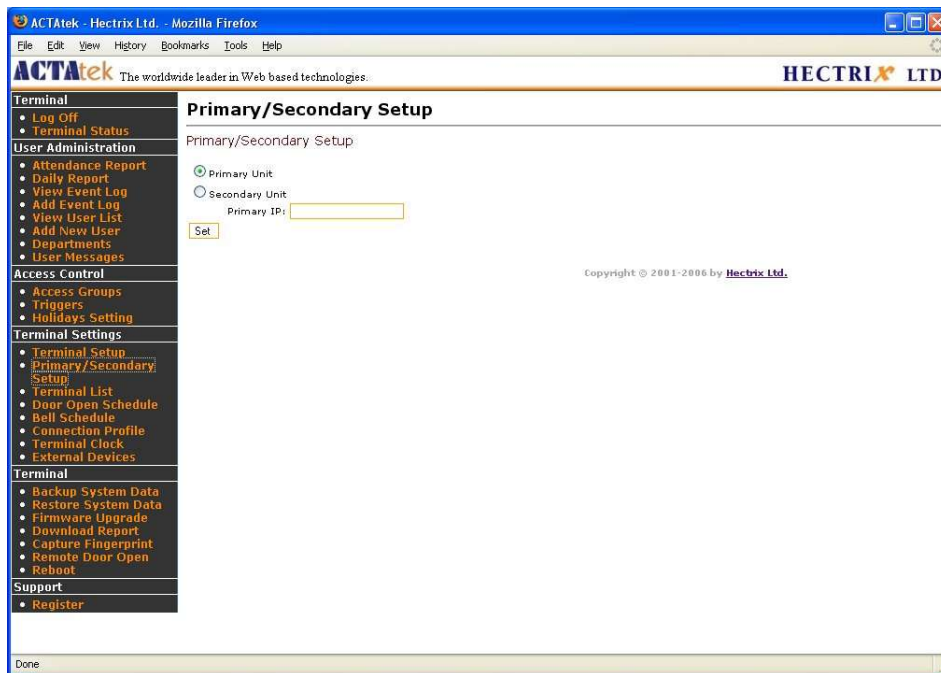 ACTAtek - Hectrix Ltd. - Mozilla Firefox
File Edit View History Bookmarks Tools Help
ACTAtek The worldwide leader in Web based technologies.
HECTRIX LTD
Terminal
Log Off
Terminal Status
User Administration
Attendance Report
Daily Report
View Event Log
Add Event Log
View User List
Add New User
Departments
User Messages
Access Control
Access Groups
Triggers
Holidays Setting
Terminal Settings
Terminal Setup
Primary/Secondary
Setup
Terminal List
Door Open Schedule
Bell Schedule
Connection Profile
Terminal Clock
External Devices
Terminal
Backup System Data
Restore System Data
Firmware Upgrade
Download Report
Capture Fingerprint
Remote Door Open
Reboot
Support
Register
Primary/Secondary Setup
Primary/Secondary Setup
Primary Unit
Secondary Unit
Primary IP:
Set
Copyright © 2001-2006 by Hectrix Ltd.
Done